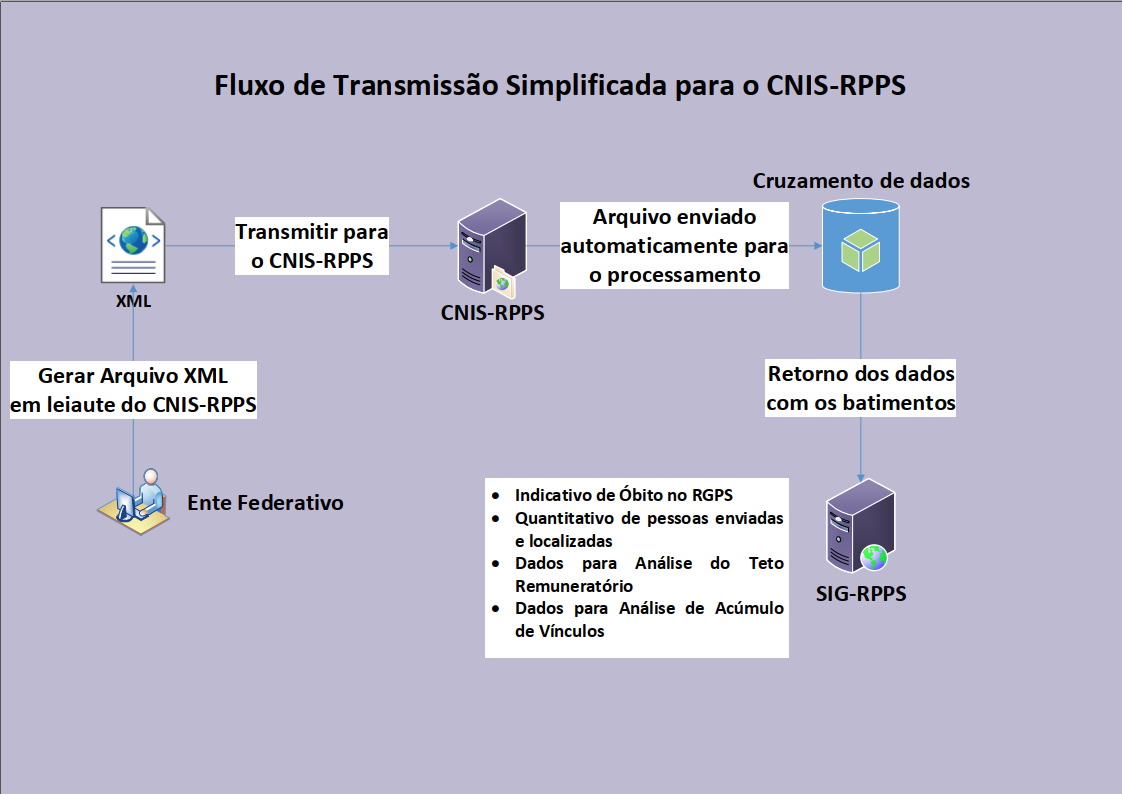 Fluxo de Transmissão Simplificada para o CNIS-RPPS
Cruzamento de dados
Transmitir para
o CNIS-RPPS
Arquivo enviado
automaticamente para
o processamento
XML
CNIS-RPPS
Gerar Arquivo XML
em leiaute do CNIS-RPPS
Retorno dos dados
com os batimentos
Ente Federativo
• Indicativo de Óbito no RGPS
• Quantitativo de pessoas enviadas
e localizadas
• Dados para Análise do Teto
Remuneratório
• Dados para Análise de Acúmulo
de Vínculos
SIG-RPPS